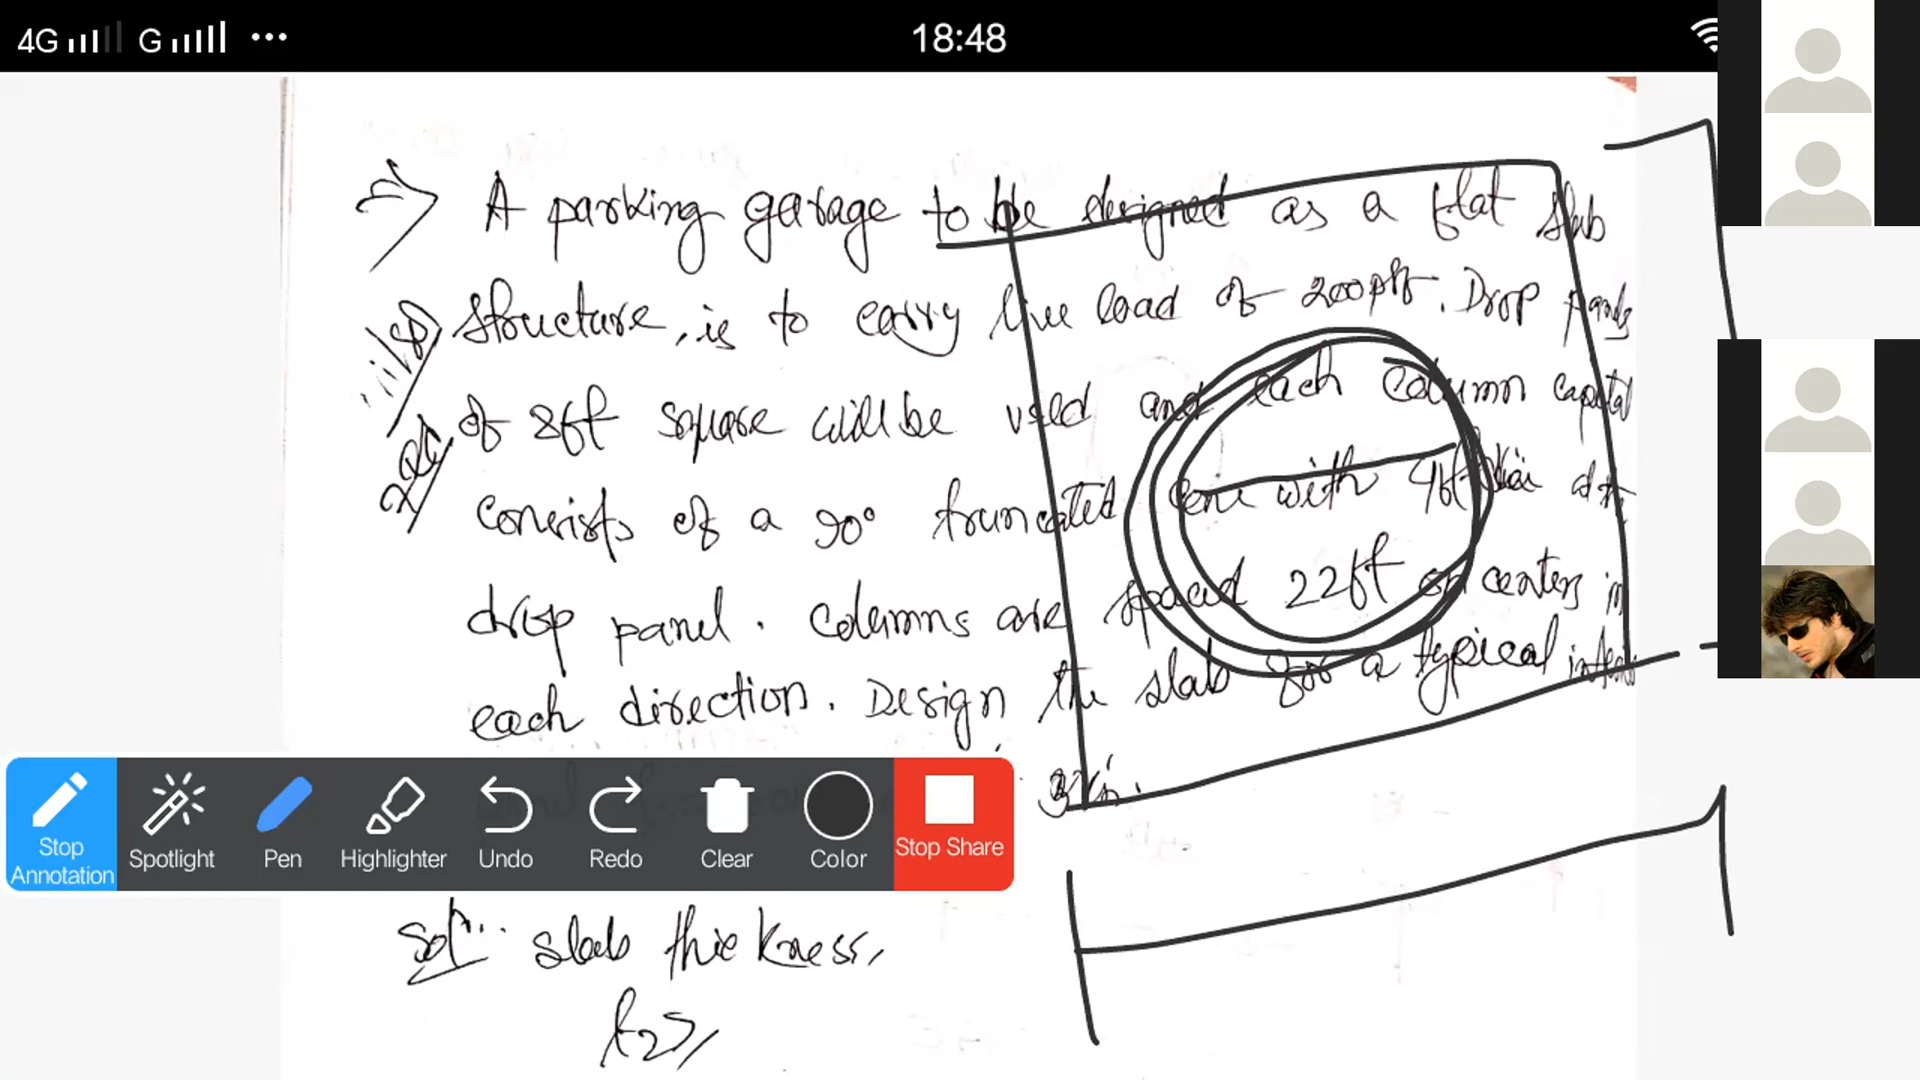 4G G ... 18:48
A parking garage to be designed as a flat slab
structure, is to carry live load of 200psf. Drop panels
of 8ft square will be used and each column capital
consists of a 90° truncated cone with 4ft dia at the
drop panel. Columns are spaced 22ft on centers in
each direction. Design the slab for a typical interior
Stop Annotation
Spotlight
Pen
Highlighter
Undo
Redo
Clear
Color
Stop Share
Sol<sup>n</sup>: slab thickness,